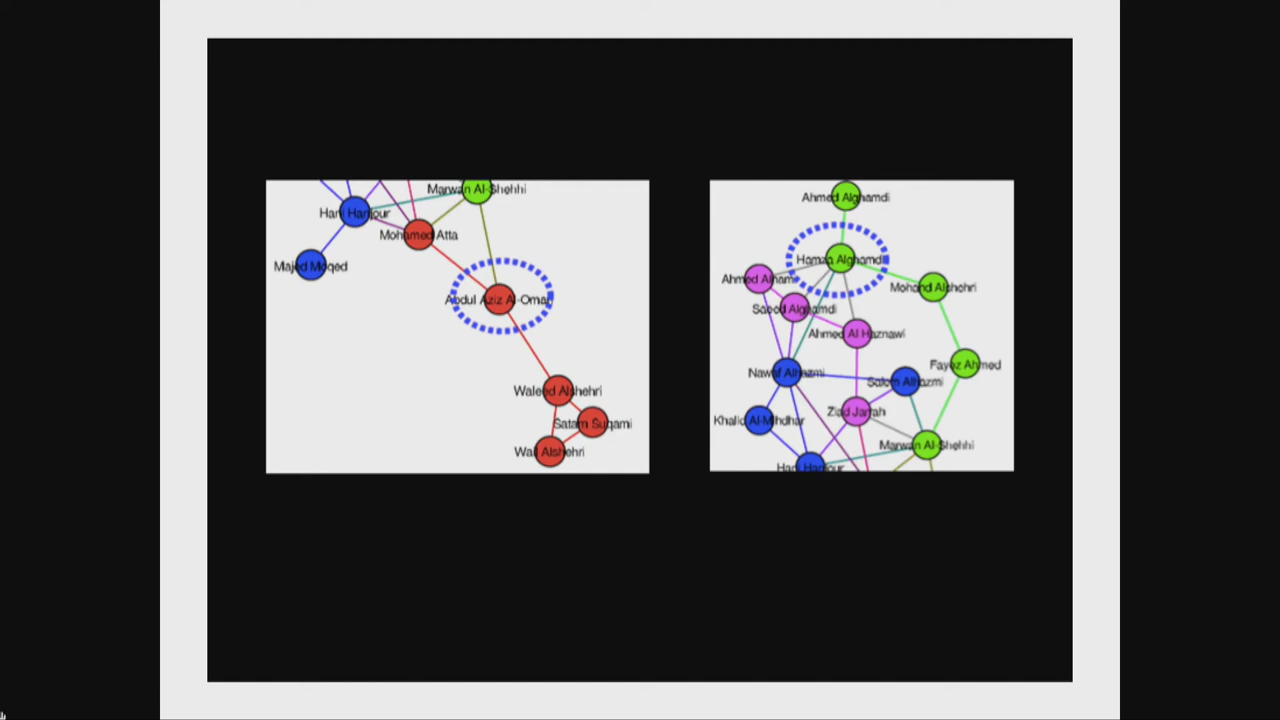 Marwan Al-Shehhi
Hani Hanjour
Mohamed Atta
Majed Moqed
Abdul Aziz Al-Omari
Waleed Alshehri
Satam Suqami
Wail Alshehri
Ahmed Alghamdi
Hamza Alghamdi
Ahmed Alnami
Mohand Alshehri
Saeed Alghamdi
Ahmed Al Haznawi
Fayez Ahmed
Nawaf Alhazmi
Salem Alhazmi
Ziad Jarrah
Khalid Al-Mihdhar
Marwan Al-Shehhi
Hani Hanjour